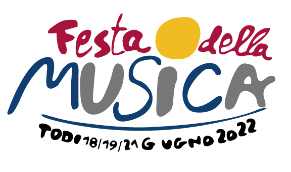 Festa della
MUSICA
TODI 18/19/21 GIUGNO 2022